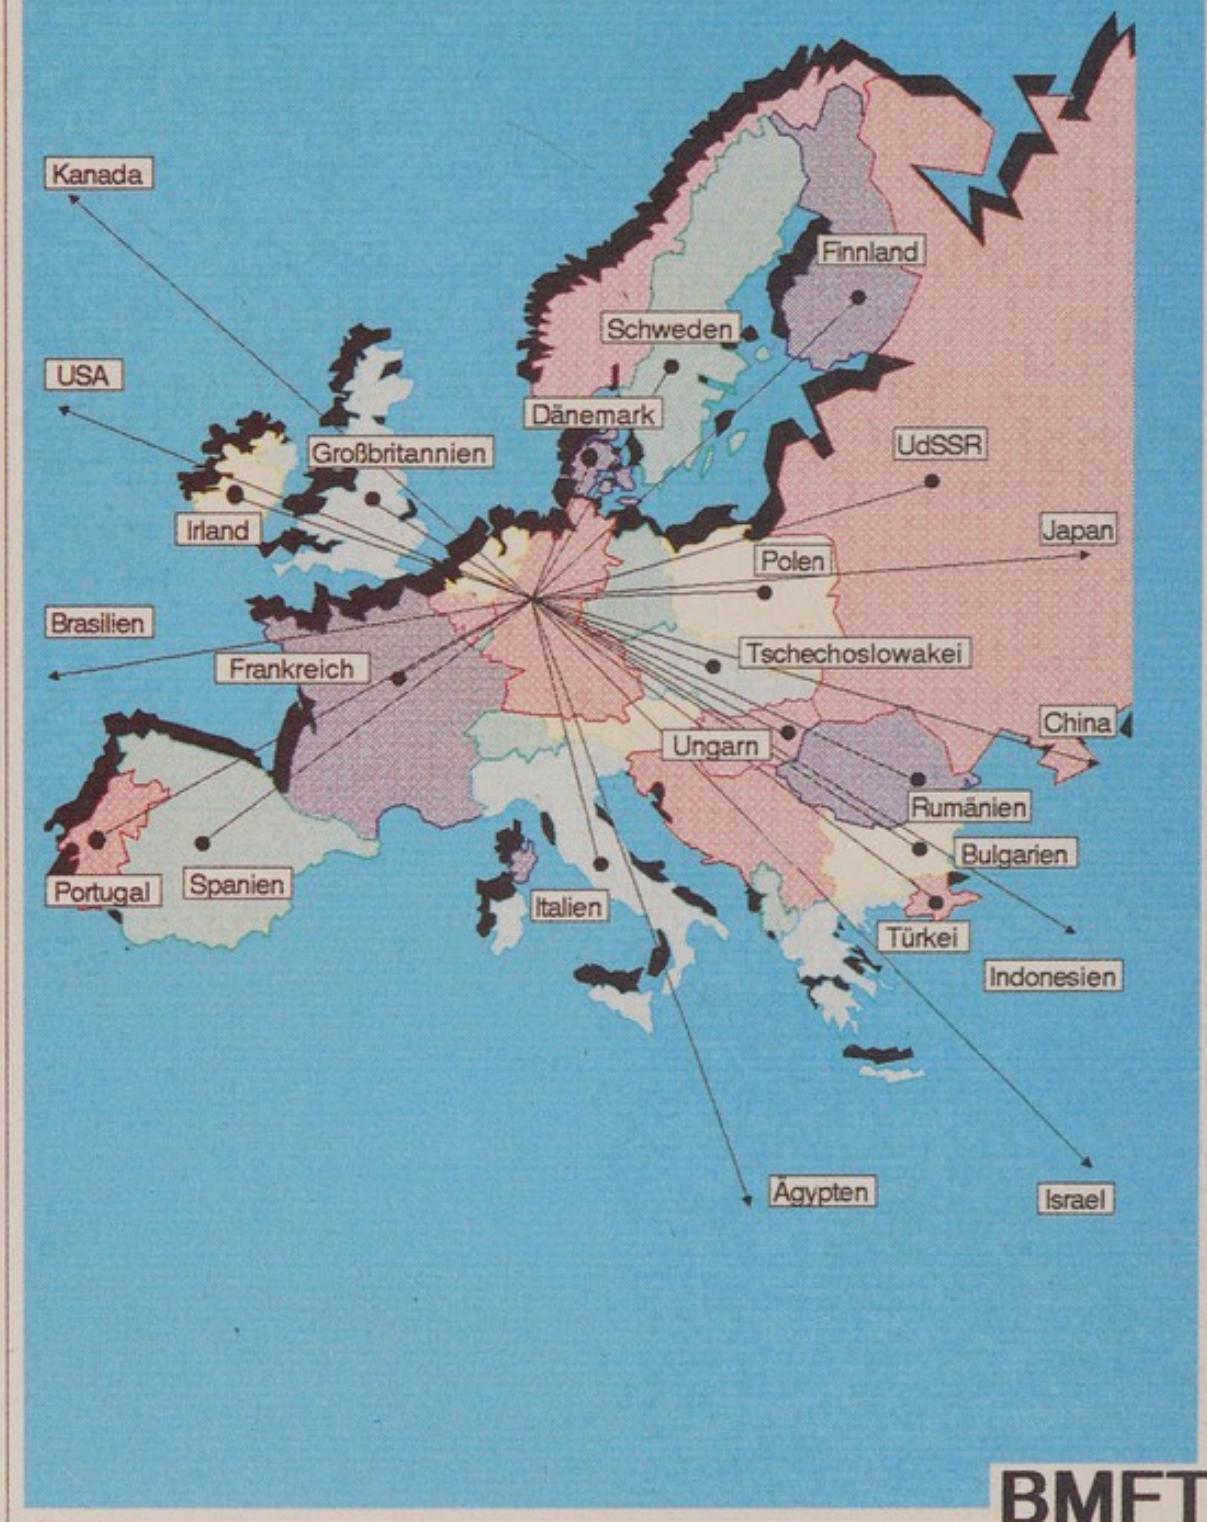 Kanada
Finnland
Schweden
USA
Dänemark
Großbritannien
UdSSR
Irland
Japan
Polen
Brasilien
Tschechoslowakei
Frankreich
China
Ungarn
Rumänien
Bulgarien
Portugal
Spanien
Italien
Türkei
Indonesien
Ägypten
Israel
BMFT